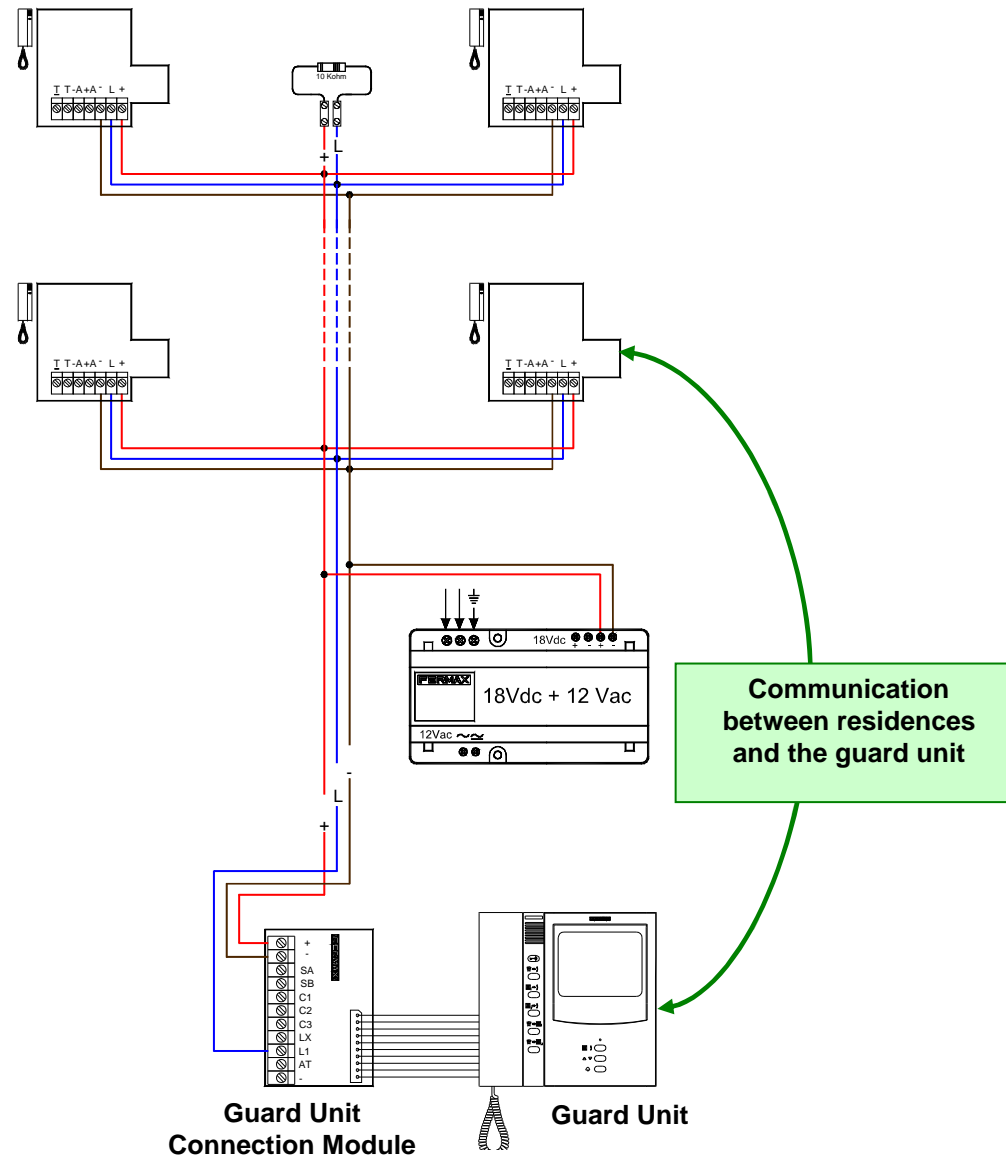 10 Kohm
T T -A +A - L +
T T -A +A - L +
+
L
T T -A +A - L +
T T -A +A - L +
18Vdc
+ - + -
FERMAX
18Vdc + 12 Vac
12Vac
Communication
between residences
and the guard unit
-
L
+
+
-
SA
SB
C1
C2
C3
LX
L1
AT
-
FERMAX
Guard Unit
Connection Module
Guard Unit